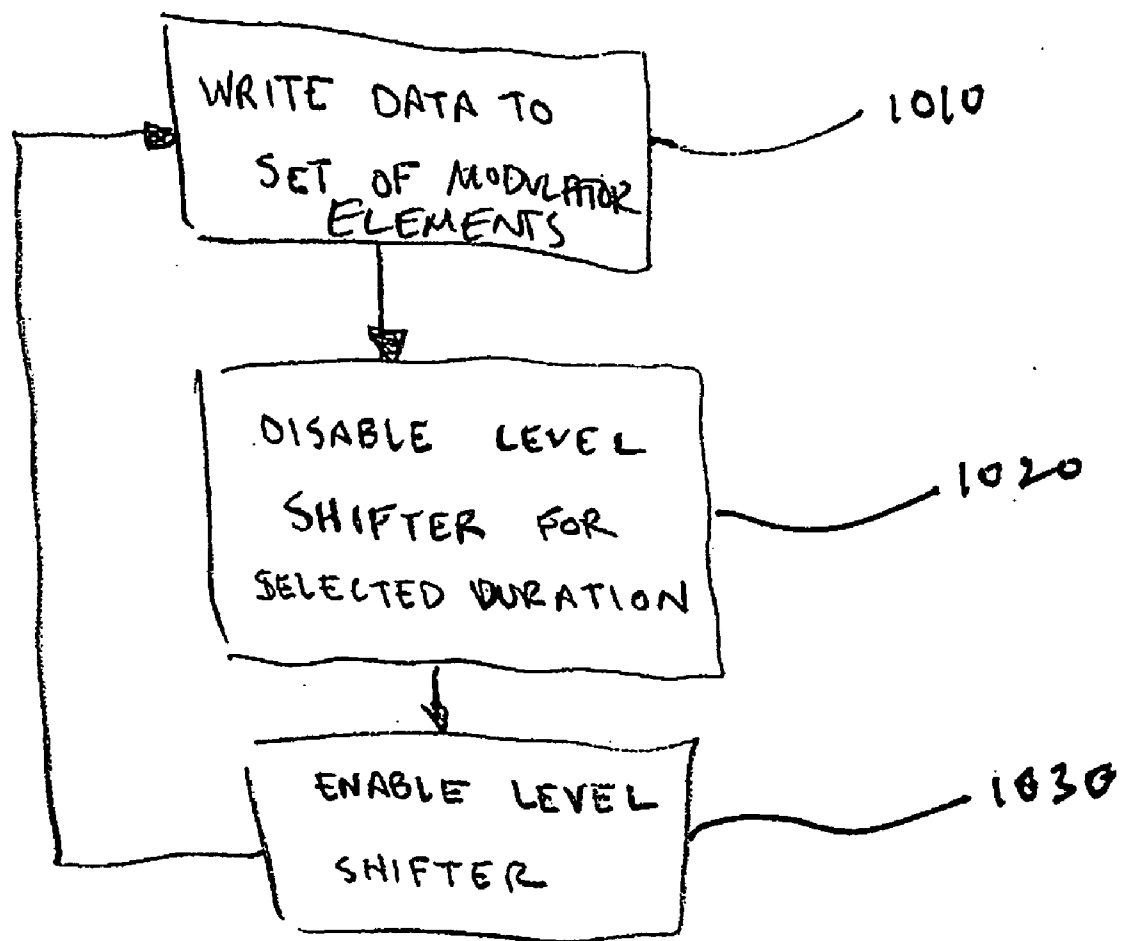 WRITE DATA TO
SET OF MODULATOR
ELEMENTS
1010
DISABLE LEVEL
SHIFTER FOR
SELECTED DURATION
1020
ENABLE LEVEL
SHIFTER
1030